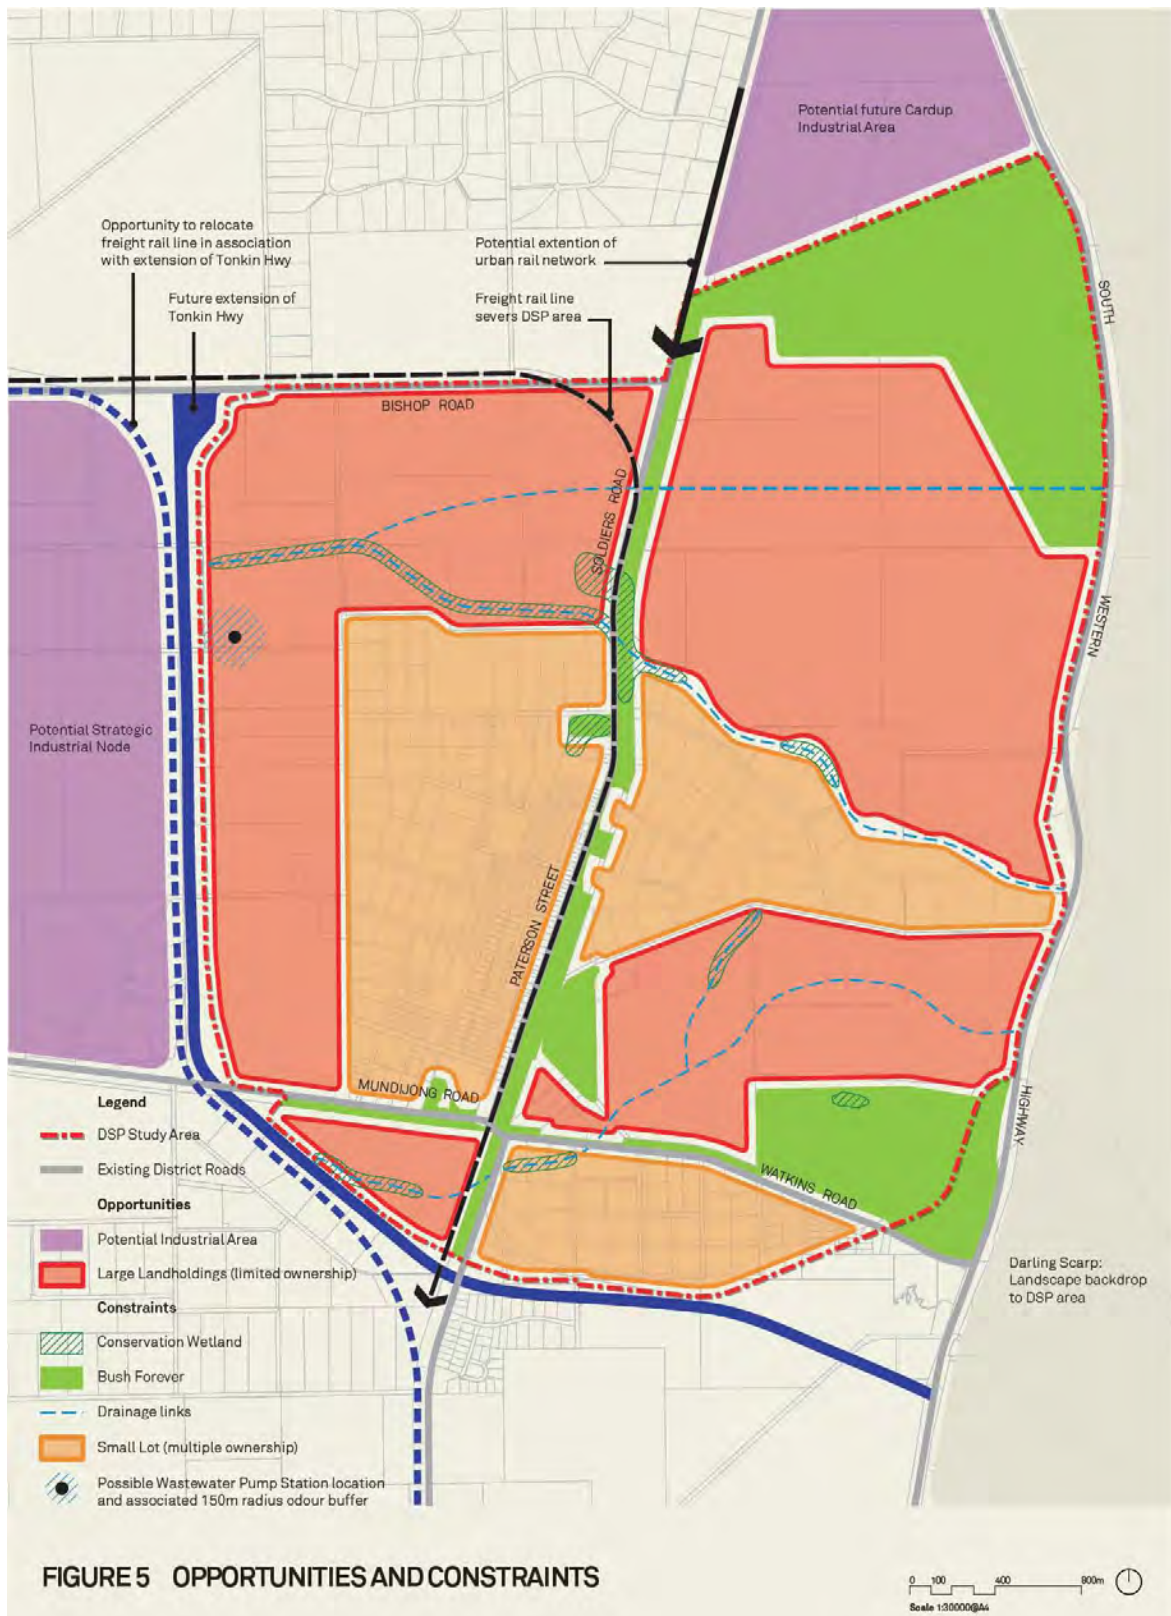 Potential future Cardup
Industrial Area
Opportunity to relocate
freight rail line in association
with extension of Tonkin Hwy
Potential extention of
urban rail network
Future extension of
Tonkin Hwy
Freight rail line
severs DSP area
SOUTH
BISHOP ROAD
SOLDIERS ROAD
WESTERN
Potential Strategic
Industrial Node
PATERSON STREET
MUNDIJONG ROAD
HIGHWAY
WATKINS ROAD
Darling Scarp:
Landscape backdrop
to DSP area
Legend
DSP Study Area
Existing District Roads
Opportunities
Potential Industrial Area
Large Landholdings (limited ownership)
Constraints
Conservation Wetland
Bush Forever
Drainage links
Small Lot (multiple ownership)
Possible Wastewater Pump Station location
and associated 150m radius odour buffer
FIGURE 5 OPPORTUNITIES AND CONSTRAINTS
0 100 400 800m
Scale 1:30000@A4